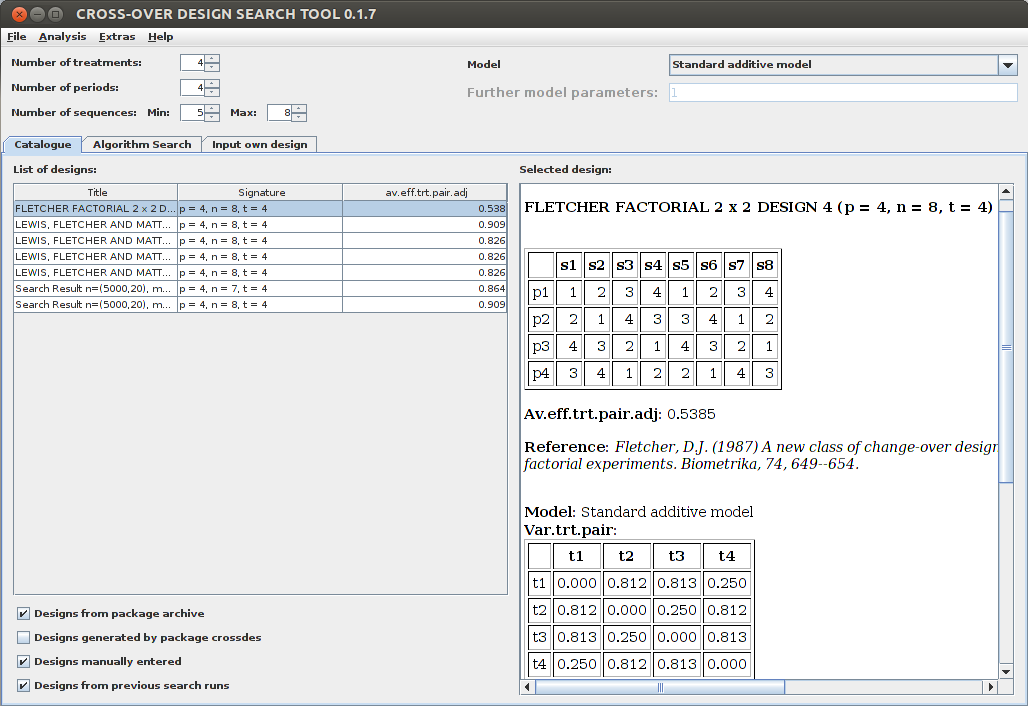 CROSS-OVER DESIGN SEARCH TOOL 0.1.7
File Analysis Extras Help
Number of treatments: 4
Number of periods: 4
Number of sequences: Min: 5 Max: 8
Model Standard additive model
Further model parameters: 1
Catalogue Algorithm Search Input own design
List of designs:
Title Signature av.eff.trt.pair.adj
FLETCHER FACTORIAL 2 x 2 D... p = 4, n = 8, t = 4 0.538
LEWIS, FLETCHER AND MATT... p = 4, n = 8, t = 4 0.909
LEWIS, FLETCHER AND MATT... p = 4, n = 8, t = 4 0.826
LEWIS, FLETCHER AND MATT... p = 4, n = 8, t = 4 0.826
LEWIS, FLETCHER AND MATT... p = 4, n = 8, t = 4 0.826
Search Result n=(5000,20), m... p = 4, n = 7, t = 4 0.864
Search Result n=(5000,20), m... p = 4, n = 8, t = 4 0.909
Designs from package archive
Designs generated by package crossdes
Designs manually entered
Designs from previous search runs
Selected design:
FLETCHER FACTORIAL 2 x 2 DESIGN 4 (p = 4, n = 8, t = 4)
s1 s2 s3 s4 s5 s6 s7 s8
p1 1 2 3 4 1 2 3 4
p2 2 1 4 3 3 4 1 2
p3 4 3 2 1 4 3 2 1
p4 3 4 1 2 2 1 4 3
Av.eff.trt.pair.adj: 0.5385
Reference: Fletcher, D.J. (1987) A new class of change-over design
factorial experiments. Biometrika, 74, 649--654.
Model: Standard additive model
Var.trt.pair:
t1 t2 t3 t4
t1 0.000 0.812 0.813 0.250
t2 0.812 0.000 0.250 0.812
t3 0.813 0.250 0.000 0.813
t4 0.250 0.812 0.813 0.000